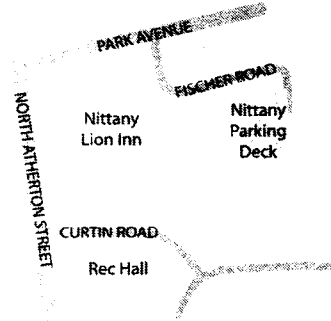 PARK AVENUE
FISCHER ROAD
NORTH ATHERTON STREET
Nittany
Lion Inn
Nittany
Parking
Deck
CURTIN ROAD
Rec Hall